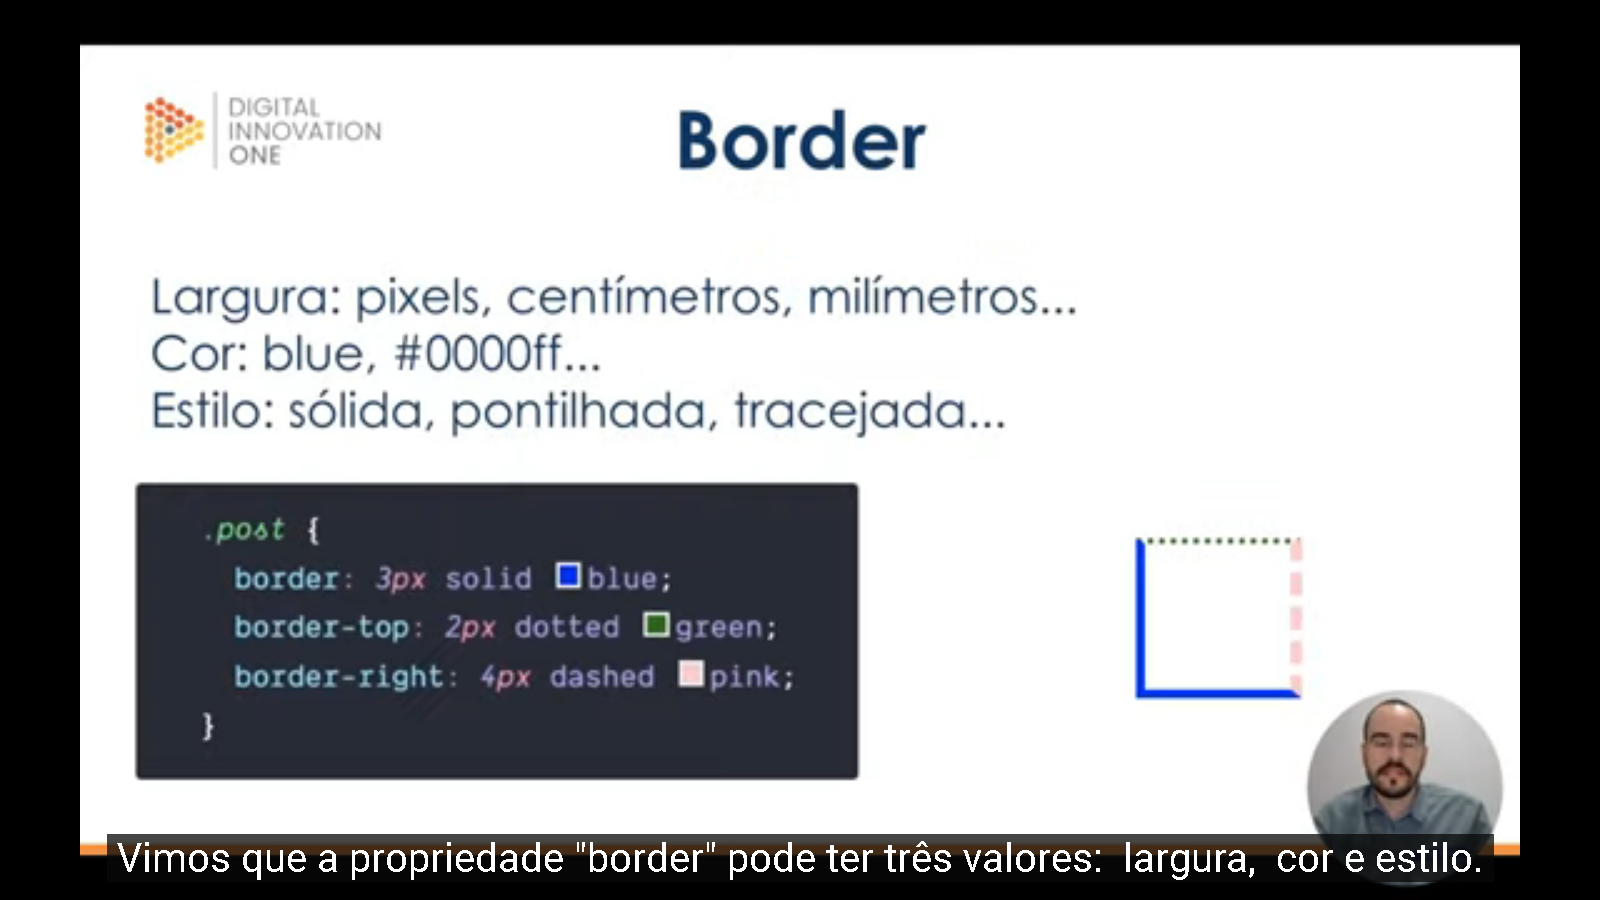 DIGITAL
INNOVATION
ONE
Border
Largura: pixels, centímetros, milímetros...
Cor: blue, #0000ff...
Estilo: sólida, pontilhada, tracejada...
.post {
border: 3px solid blue;
border-top: 2px dotted green;
border-right: 4px dashed pink;
}
Vimos que a propriedade "border" pode ter três valores: largura, cor e estilo.